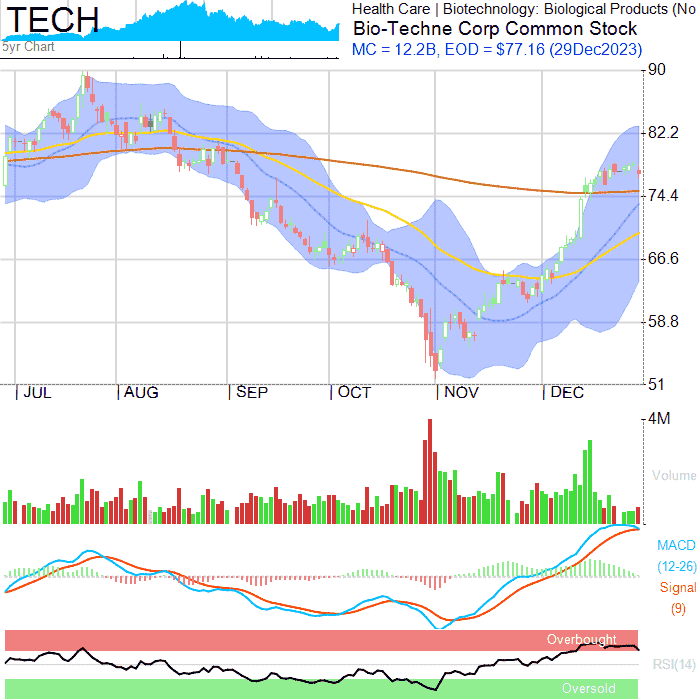 TECH
5yr Chart
Health Care | Biotechnology: Biological Products (No
Bio-Techne Corp Common Stock
MC = 12.2B, EOD = $77.16 (29Dec2023)
90
82.2
74.4
66.6
58.8
51
| JUL | AUG | SEP | OCT | NOV | DEC
4M
Volume
MACD
(12-26)
Signal
(9)
Overbought
RSI(14)
Oversold